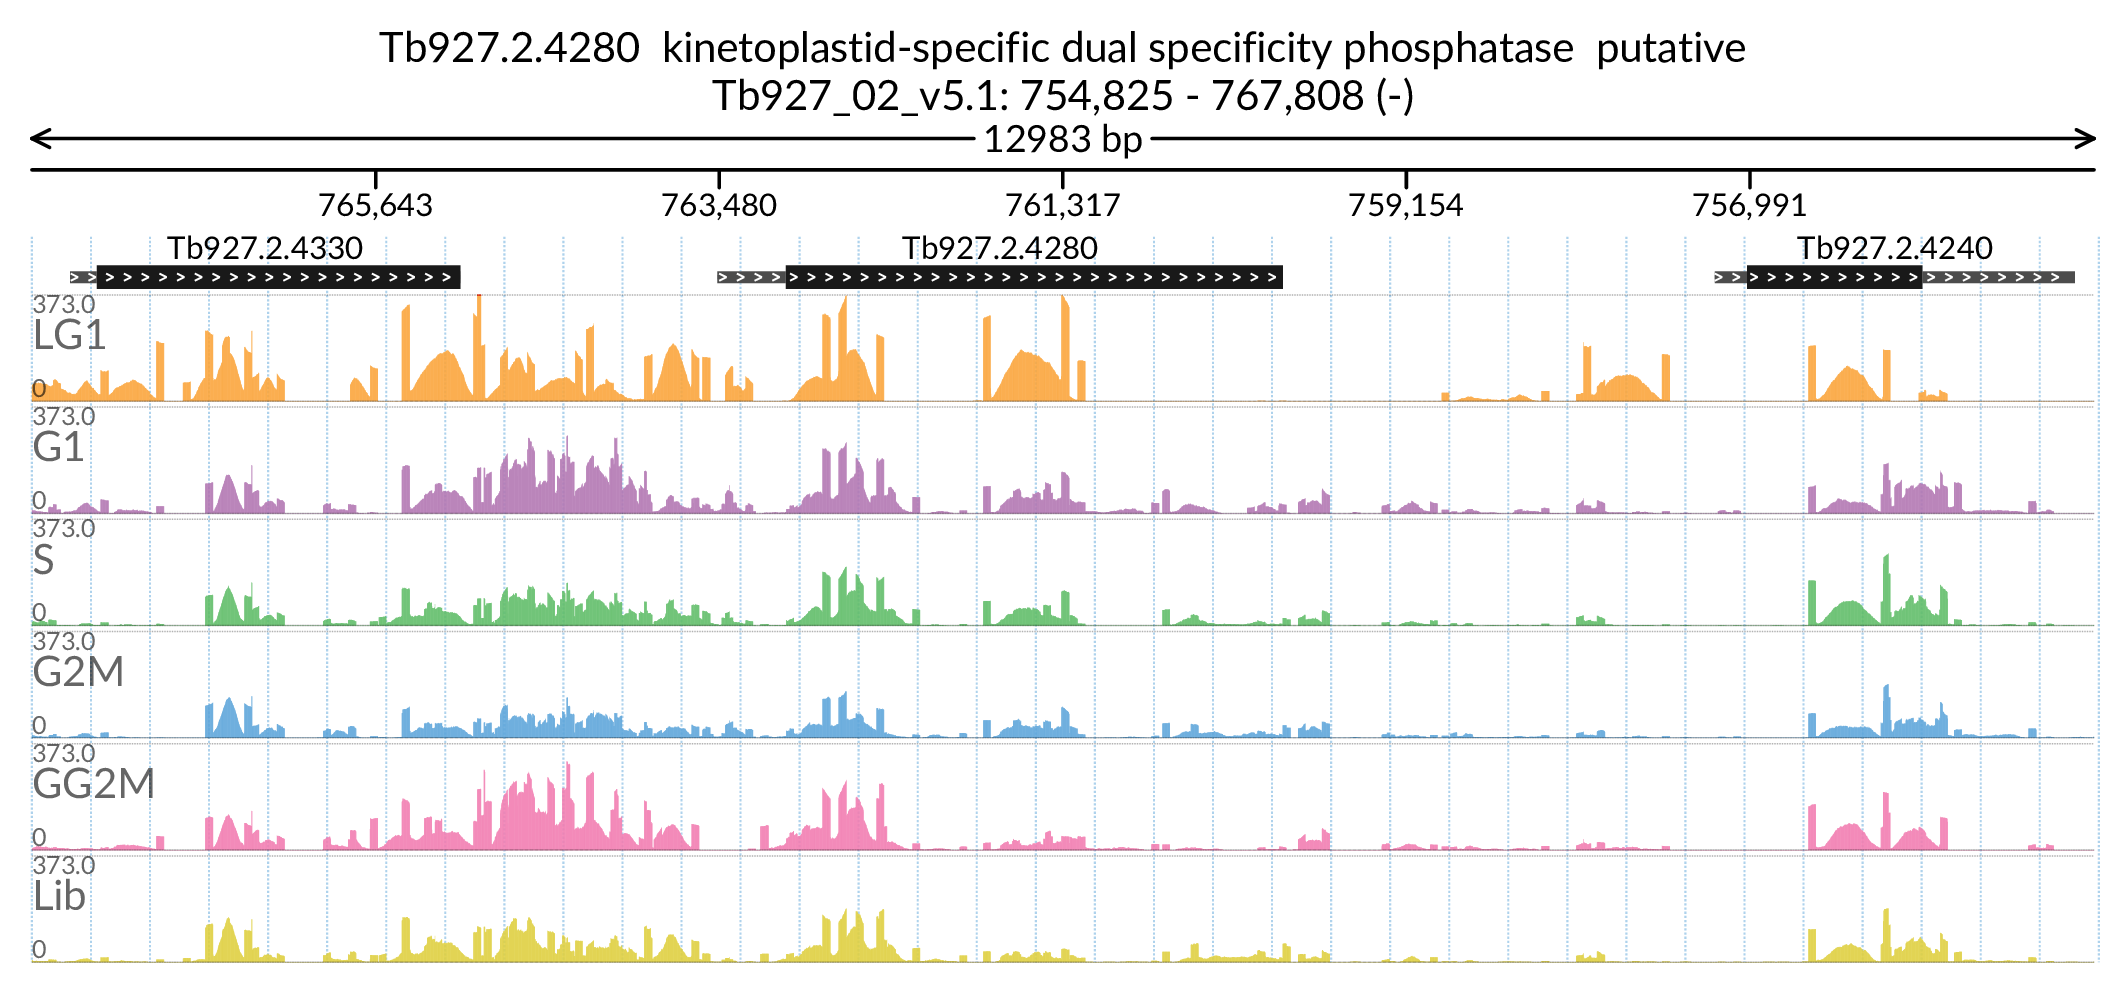 Tb927.2.4280 kinetoplastid-specific dual specificity phosphatase putative
Tb927_02_v5.1: 754,825 - 767,808 (-)
12983 bp
765,643 763,480 761,317 759,154 756,991
Tb927.2.4330 Tb927.2.4280 Tb927.2.4240
373.0
LG1
0
373.0
G1
0
373.0
S
0
373.0
G2M
0
373.0
GG2M
0
373.0
Lib
0